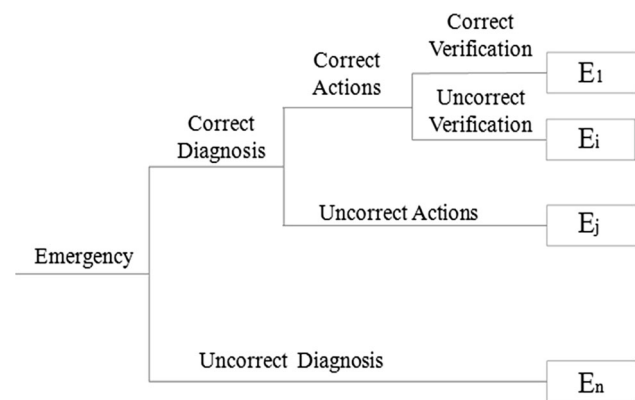 Correct
Verification
E1
Correct
Actions
Uncorrect
Verification
Ei
Correct
Diagnosis
Uncorrect Actions
Ej
Emergency
Uncorrect Diagnosis
En